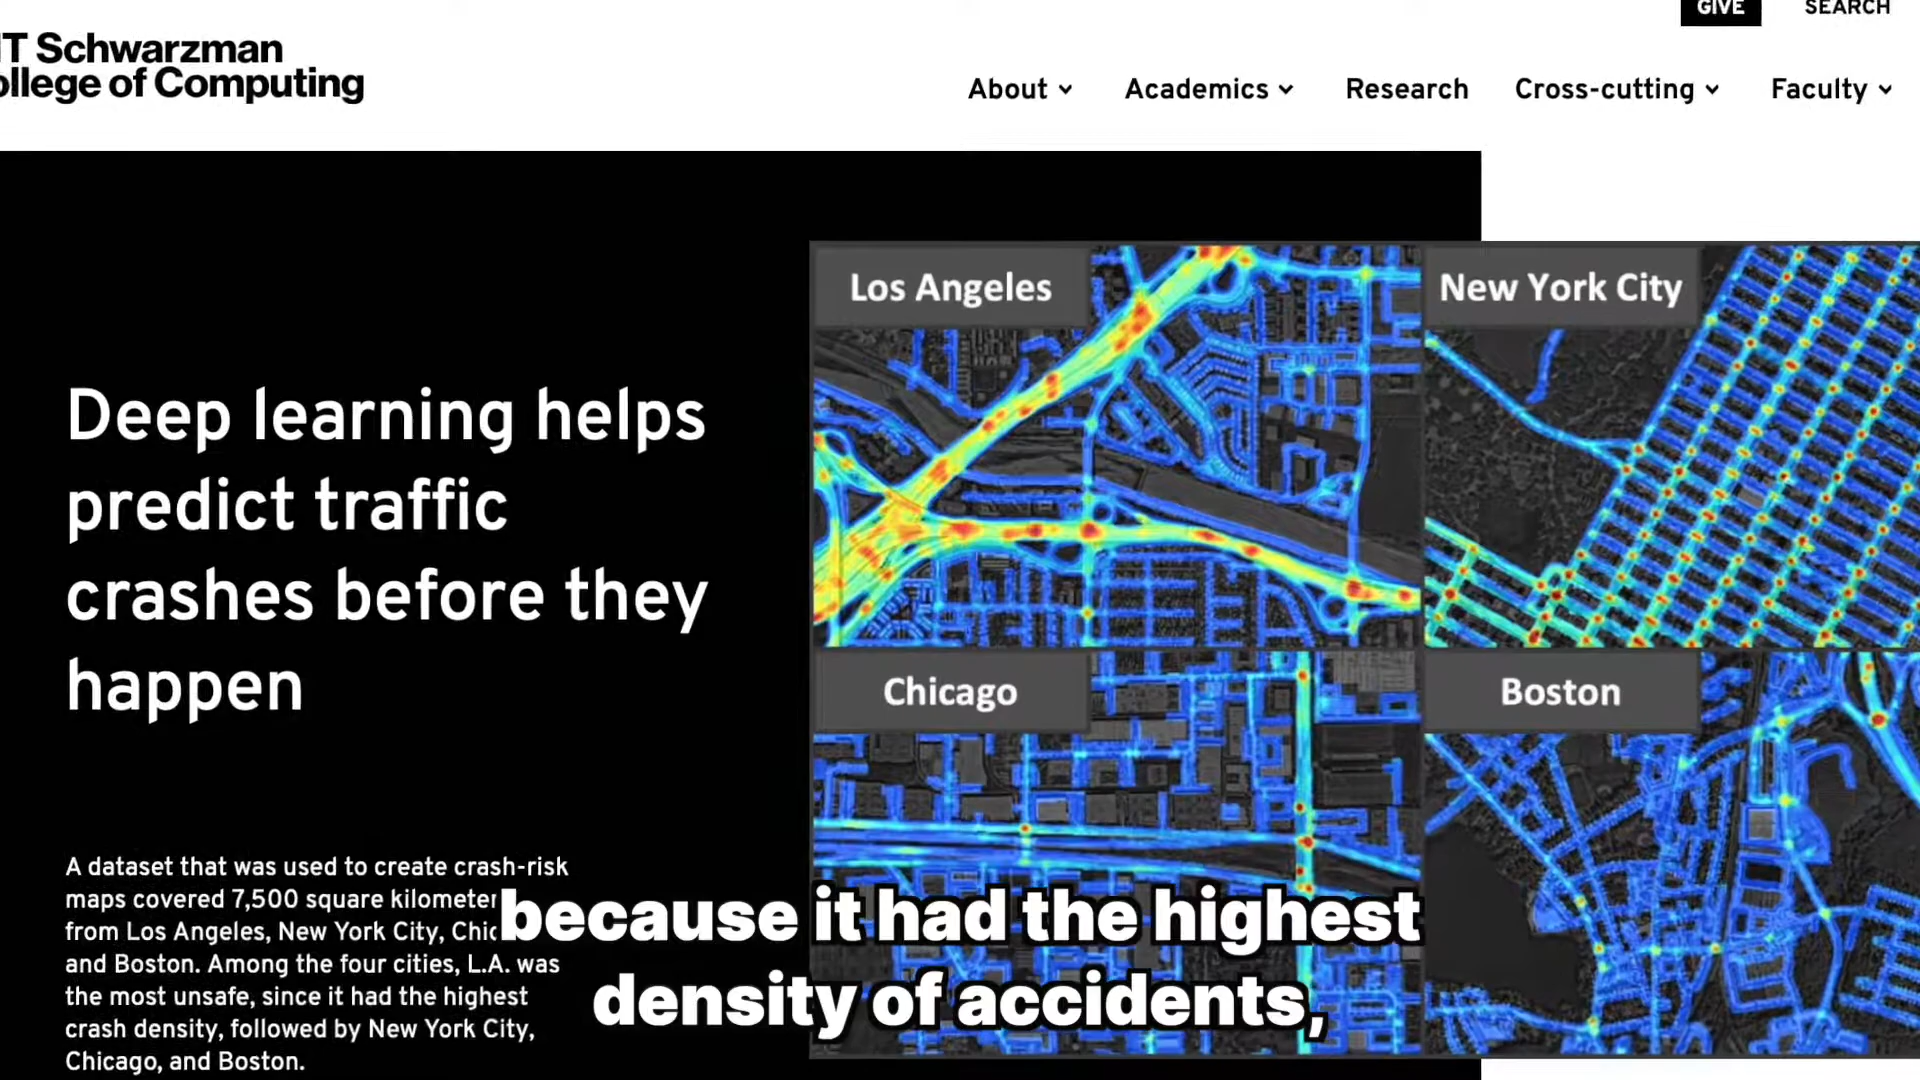 GIVE
SEARCH
IT Schwarzman
ollege of Computing
About
Academics
Research
Cross-cutting
Faculty
Deep learning helps
predict traffic
crashes before they
happen
Los Angeles
New York City
Chicago
Boston
A dataset that was used to create crash-risk
maps covered 7,500 square kilometer
from Los Angeles, New York City, Chic
and Boston. Among the four cities, L.A. was
the most unsafe, since it had the highest
crash density, followed by New York City,
Chicago, and Boston.
because it had the highest
density of accidents,